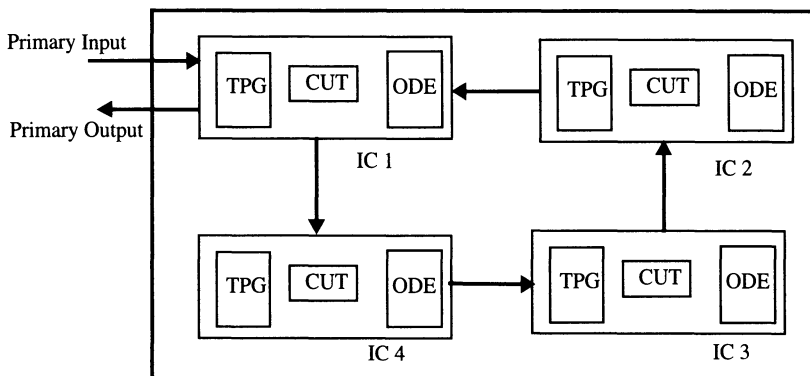 Primary Input
Primary Output
TPG
CUT
ODE
IC 1
TPG
CUT
ODE
IC 2
TPG
CUT
ODE
IC 4
TPG
CUT
ODE
IC 3